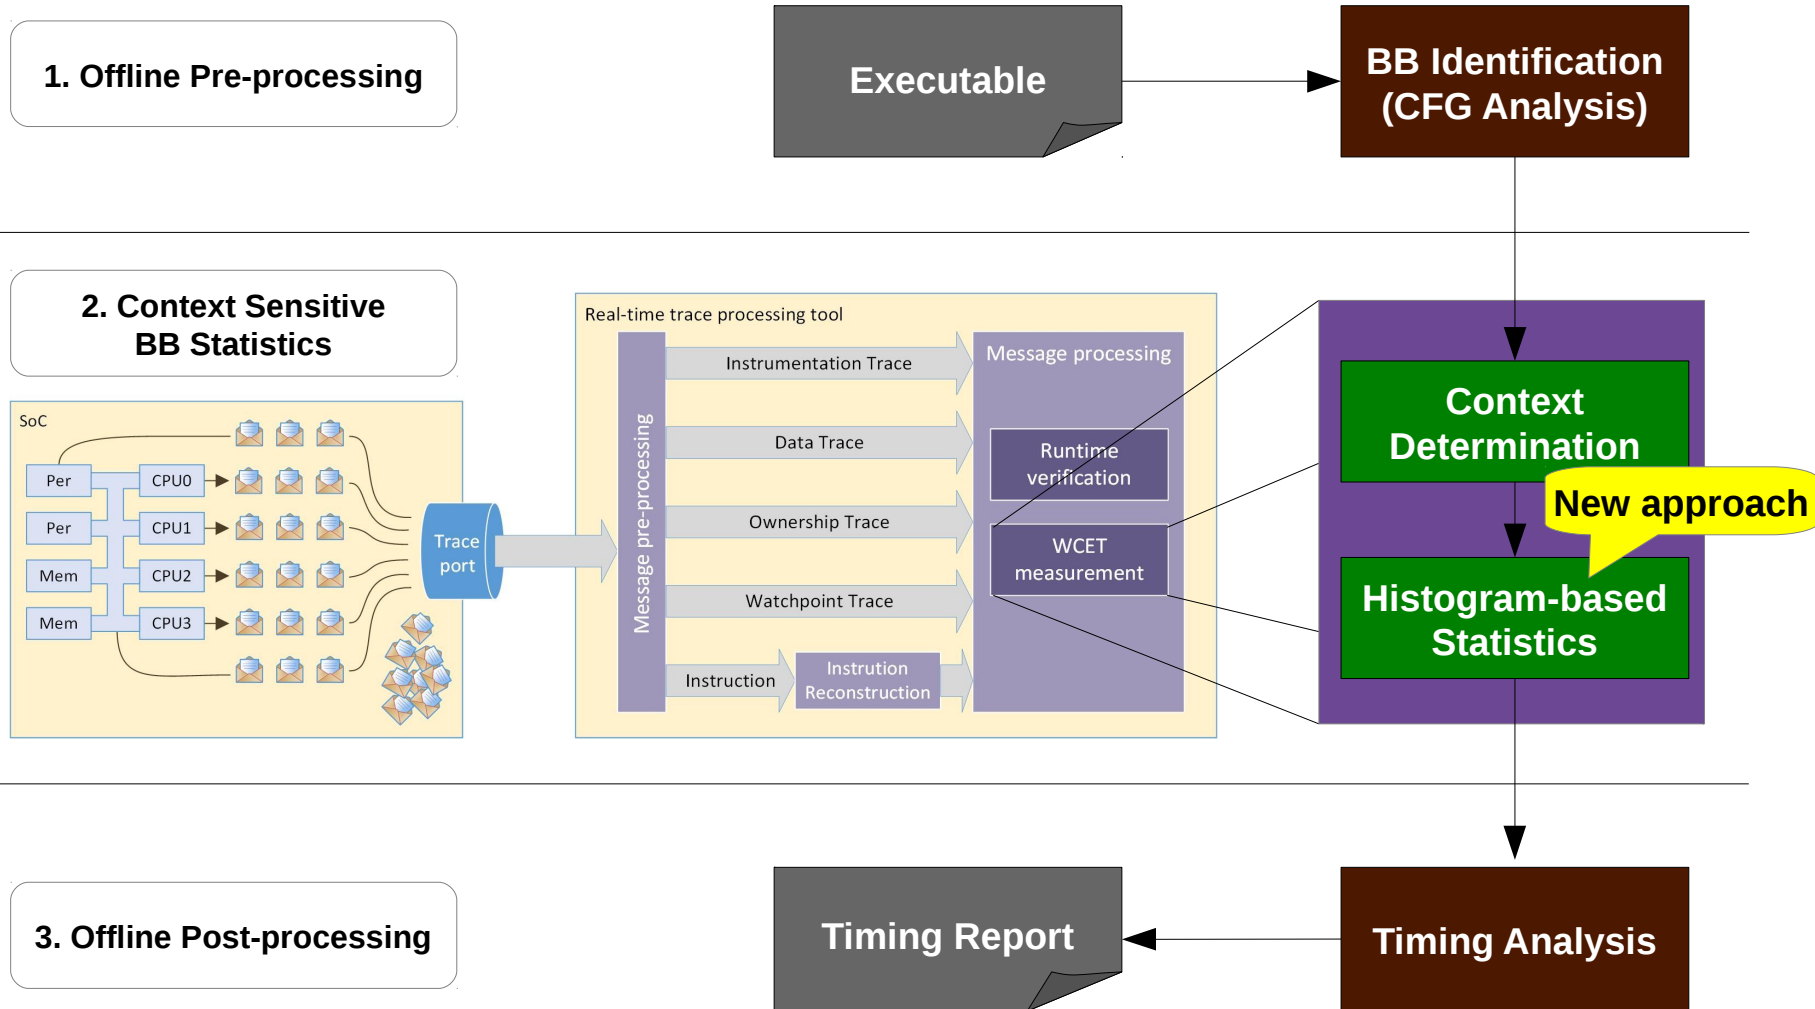 1. Offline Pre-processing
Executable
BB Identification
(CFG Analysis)
2. Context Sensitive
BB Statistics
SoC
Per
Per
Mem
Mem
CPU0
CPU1
CPU2
CPU3
Trace
port
Real-time trace processing tool
Message pre-processing
Instrumentation Trace
Data Trace
Ownership Trace
Watchpoint Trace
Instruction
Instrution
Reconstruction
Message processing
Runtime
verification
WCET
measurement
Context
Determination
New approach
Histogram-based
Statistics
3. Offline Post-processing
Timing Report
Timing Analysis